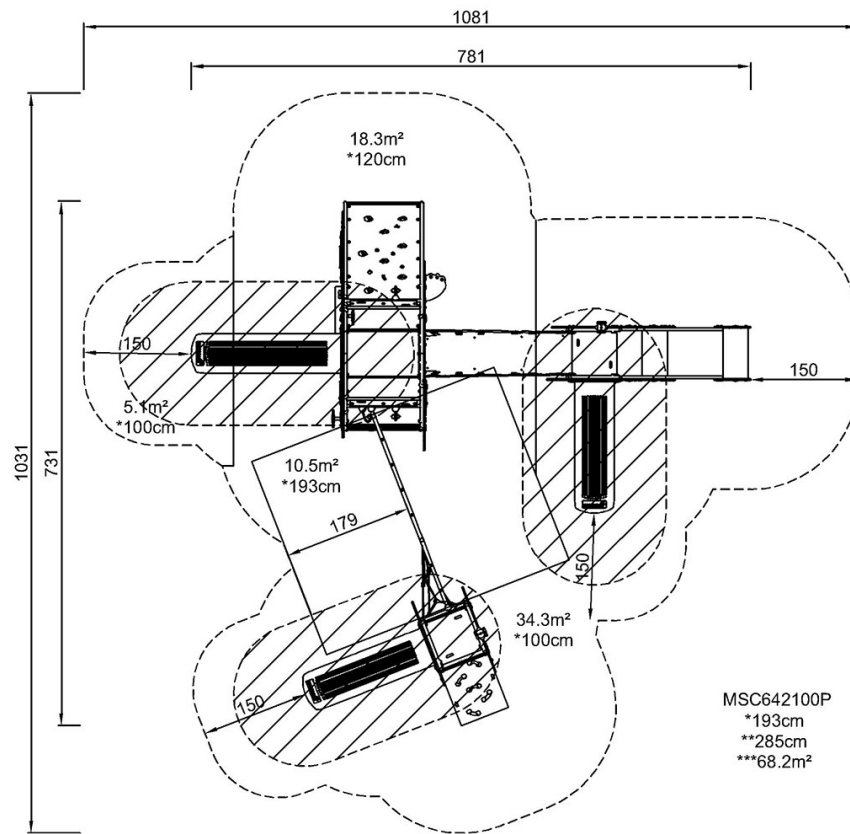 1081
781
18.3m²
*120cm
150
150
5.1m²
*100cm
1031
731
10.5m²
*193cm
179
150
34.3m²
*100cm
150
MSC642100P
*193cm
**285cm
***68.2m²